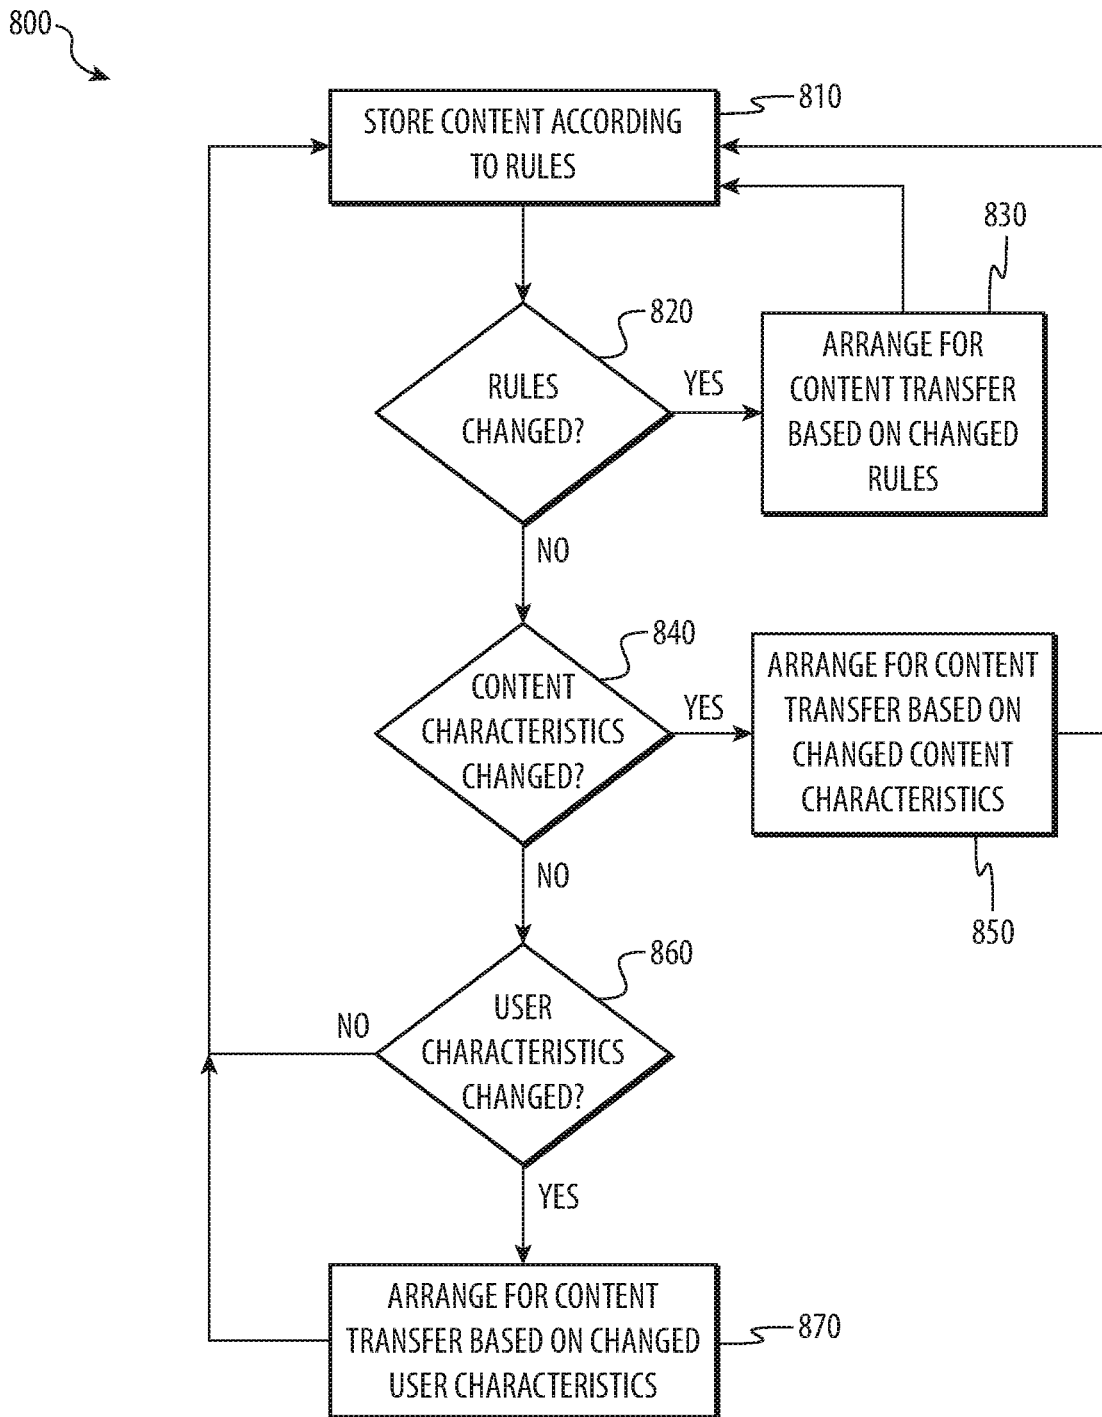 800
810
STORE CONTENT ACCORDING
TO RULES
830
820
RULES
CHANGED?
YES
ARRANGE FOR
CONTENT TRANSFER
BASED ON CHANGED
RULES
NO
840
CONTENT
CHARACTERISTICS
CHANGED?
YES
ARRANGE FOR CONTENT
TRANSFER BASED ON
CHANGED CONTENT
CHARACTERISTICS
850
NO
860
USER
CHARACTERISTICS
CHANGED?
NO
YES
ARRANGE FOR CONTENT
TRANSFER BASED ON CHANGED
USER CHARACTERISTICS
870